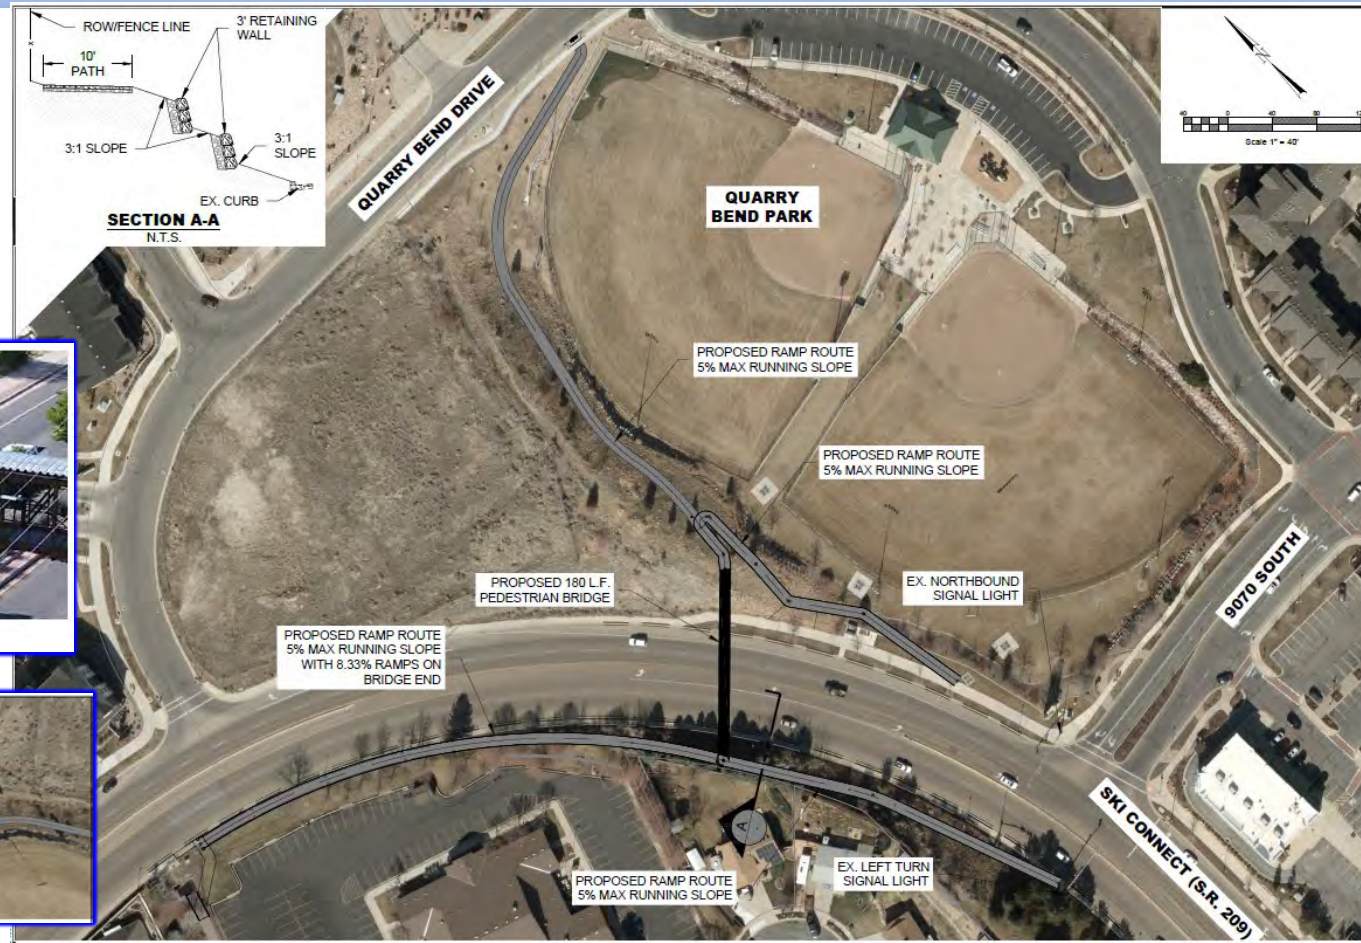 ROW/FENCE LINE
3' RETAINING
WALL
10'
PATH
3:1 SLOPE
3:1
SLOPE
EX. CURB
SECTION A-A
N.T.S.
QUARRY BEND DRIVE
QUARRY
BEND PARK
40
0
40
80
Scale 1" = 40'
PROPOSED RAMP ROUTE
5% MAX RUNNING SLOPE
PROPOSED RAMP ROUTE
5% MAX RUNNING SLOPE
PROPOSED 180 L.F.
PEDESTRIAN BRIDGE
EX. NORTHBOUND
SIGNAL LIGHT
9070 SOUTH
PROPOSED RAMP ROUTE
5% MAX RUNNING SLOPE
WITH 8.33% RAMPS ON
BRIDGE END
A
SKI CONNECT (S.R. 209)
EX. LEFT TURN
SIGNAL LIGHT
PROPOSED RAMP ROUTE
5% MAX RUNNING SLOPE